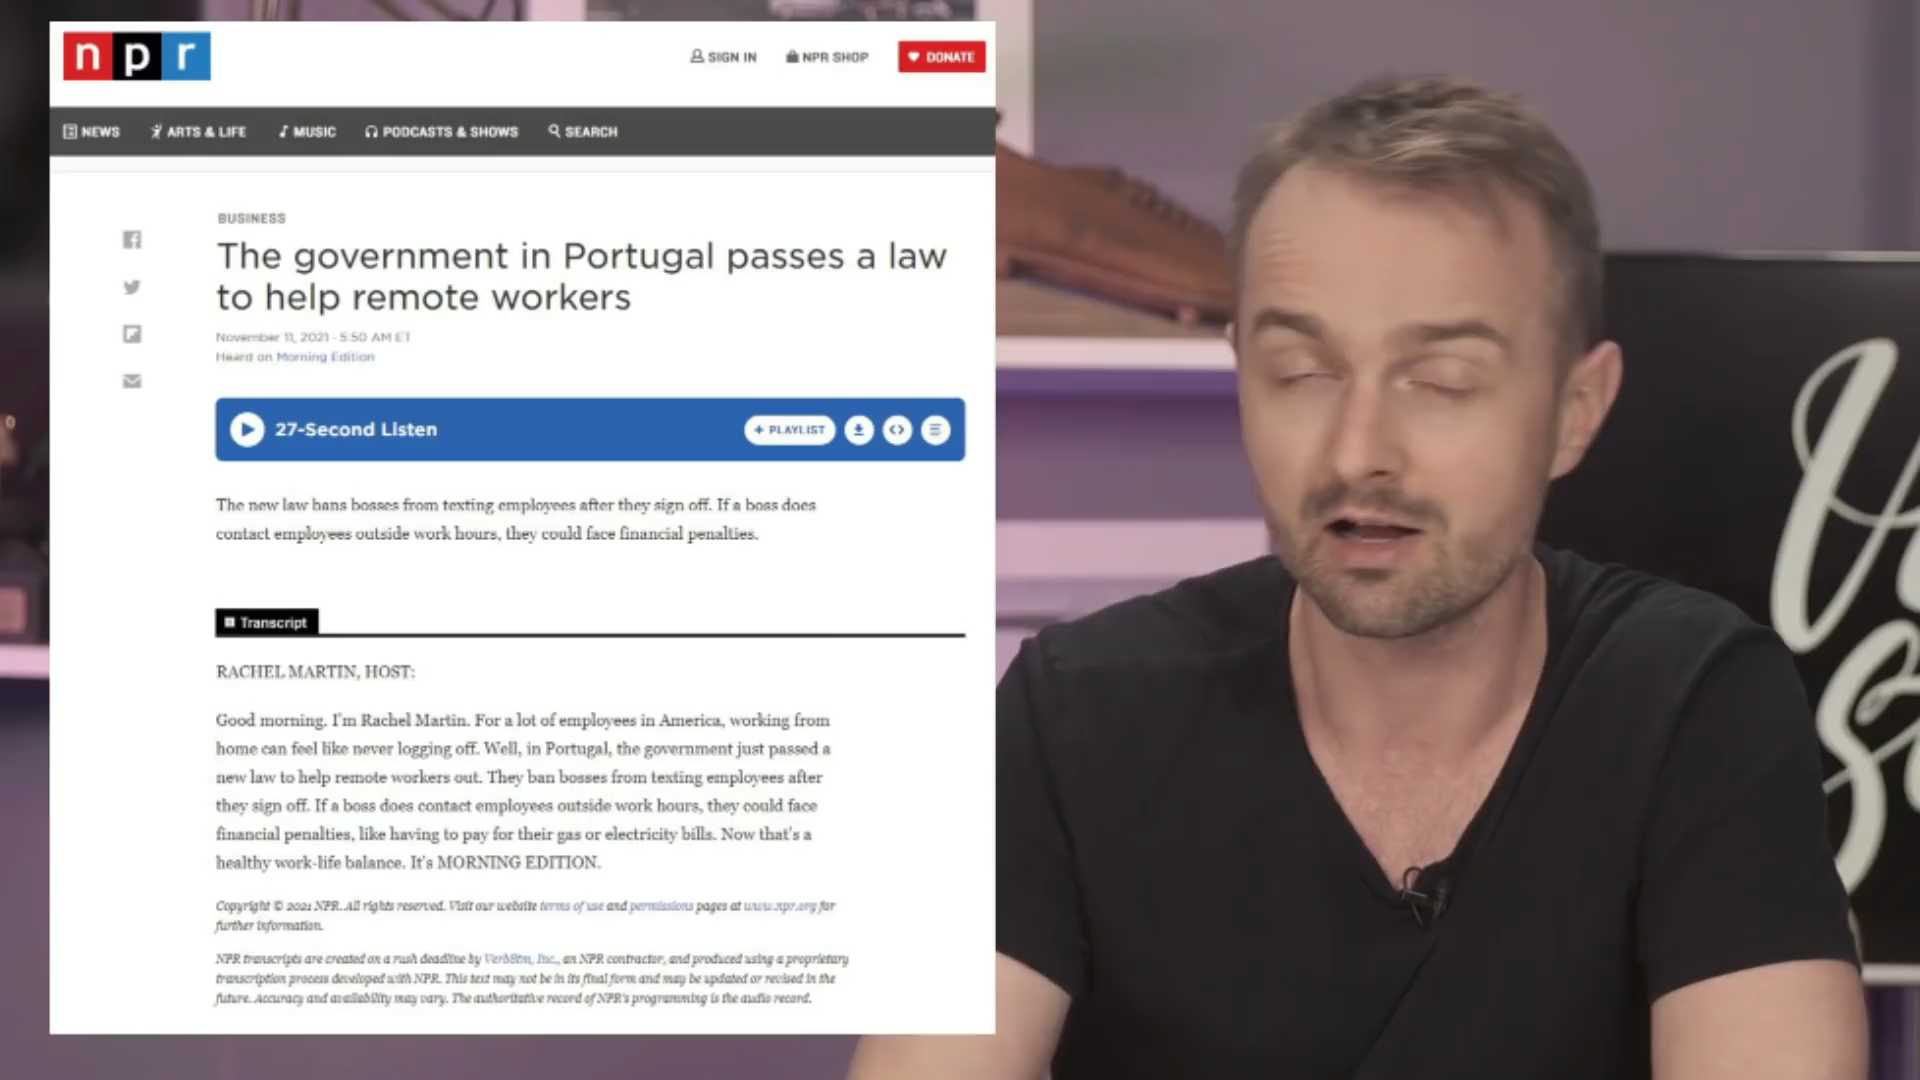 npr
SIGN IN
NPR SHOP
DONATE
NEWS
ARTS & LIFE
MUSIC
PODCASTS & SHOWS
SEARCH
BUSINESS
The government in Portugal passes a law
to help remote workers
November 11, 2021 · 5:50 AM ET
Heard on Morning Edition
27-Second Listen
+ PLAYLIST
The new law bans bosses from texting employees after they sign off. If a boss does
contact employees outside work hours, they could face financial penalties.
Transcript
RACHEL MARTIN, HOST:
Good morning. I'm Rachel Martin. For a lot of employees in America, working from
home can feel like never logging off. Well, in Portugal, the government just passed a
new law to help remote workers out. They ban bosses from texting employees after
they sign off. If a boss does contact employees outside work hours, they could face
financial penalties, like having to pay for their gas or electricity bills. Now that's a
healthy work-life balance. It's MORNING EDITION.
Copyright © 2021 NPR. All rights reserved. Visit our website terms of use and permissions pages at www.npr.org for
further information.
NPR transcripts are created on a rush deadline by Verb8tm, Inc., an NPR contractor, and produced using a proprietary
transcription process developed with NPR. This text may not be in its final form and may be updated or revised in the
future. Accuracy and availability may vary. The authoritative record of NPR's programming is the audio record.